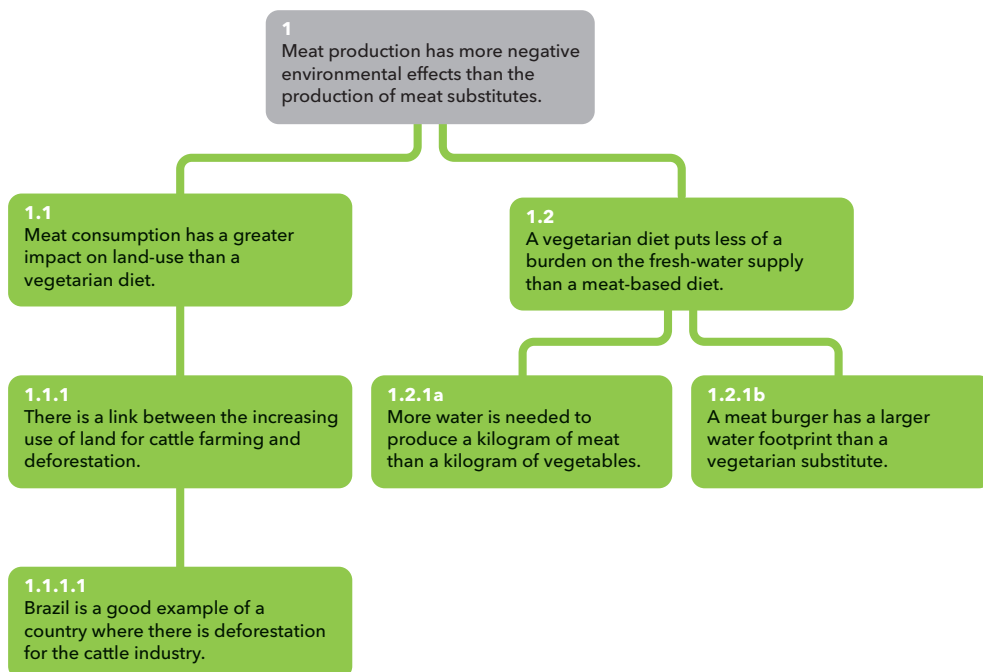 1
Meat production has more negative
environmental effects than the
production of meat substitutes.
1.1
Meat consumption has a greater
impact on land-use than a
vegetarian diet.
1.2
A vegetarian diet puts less of a
burden on the fresh-water supply
than a meat-based diet.
1.1.1
There is a link between the increasing
use of land for cattle farming and
deforestation.
1.2.1a
More water is needed to
produce a kilogram of meat
than a kilogram of vegetables.
1.2.1b
A meat burger has a larger
water footprint than a
vegetarian substitute.
1.1.1.1
Brazil is a good example of a
country where there is deforestation
for the cattle industry.